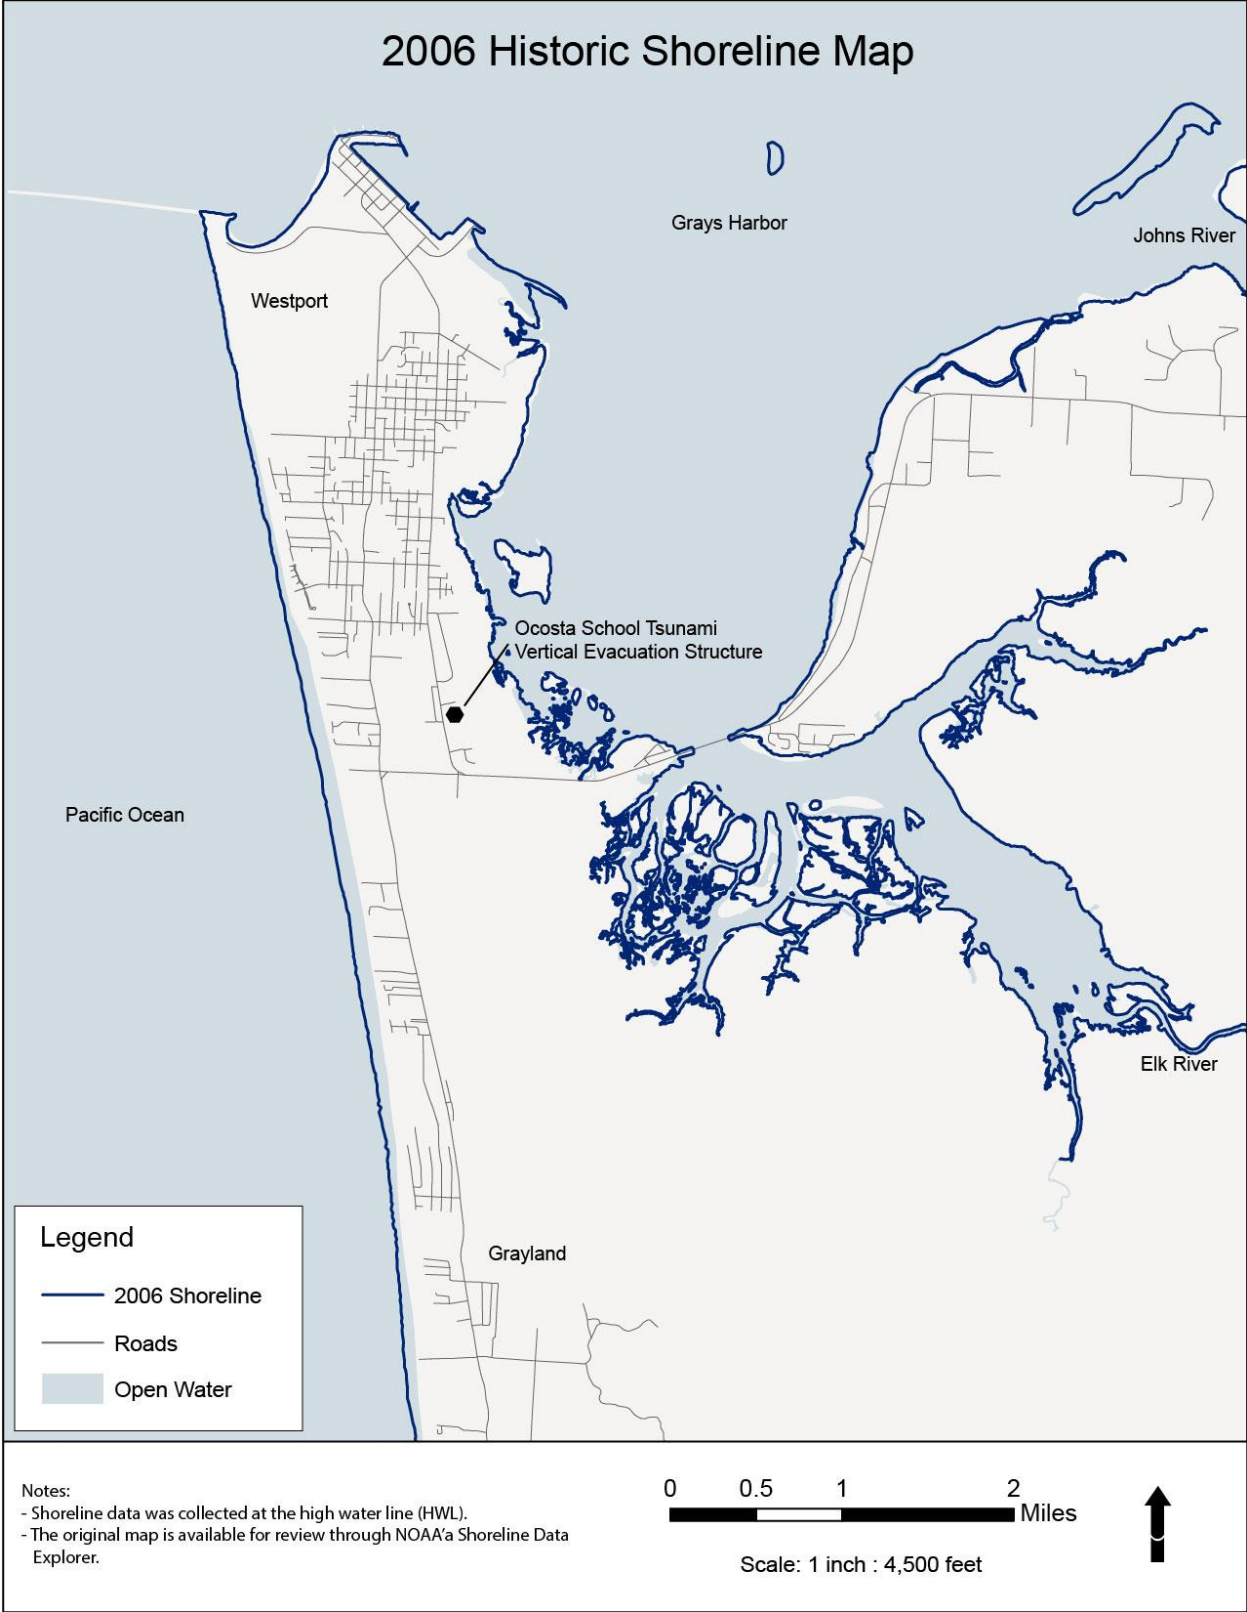 2006 Historic Shoreline Map
Grays Harbor
Johns River
Westport
Ocosta School Tsunami
Vertical Evacuation Structure
Pacific Ocean
Elk River
Grayland
Legend
2006 Shoreline
Roads
Open Water
Notes:
- Shoreline data was collected at the high water line (HWL).
- The original map is available for review through NOAA'a Shoreline Data
Explorer.
0 0.5 1 2
Miles
Scale: 1 inch : 4,500 feet